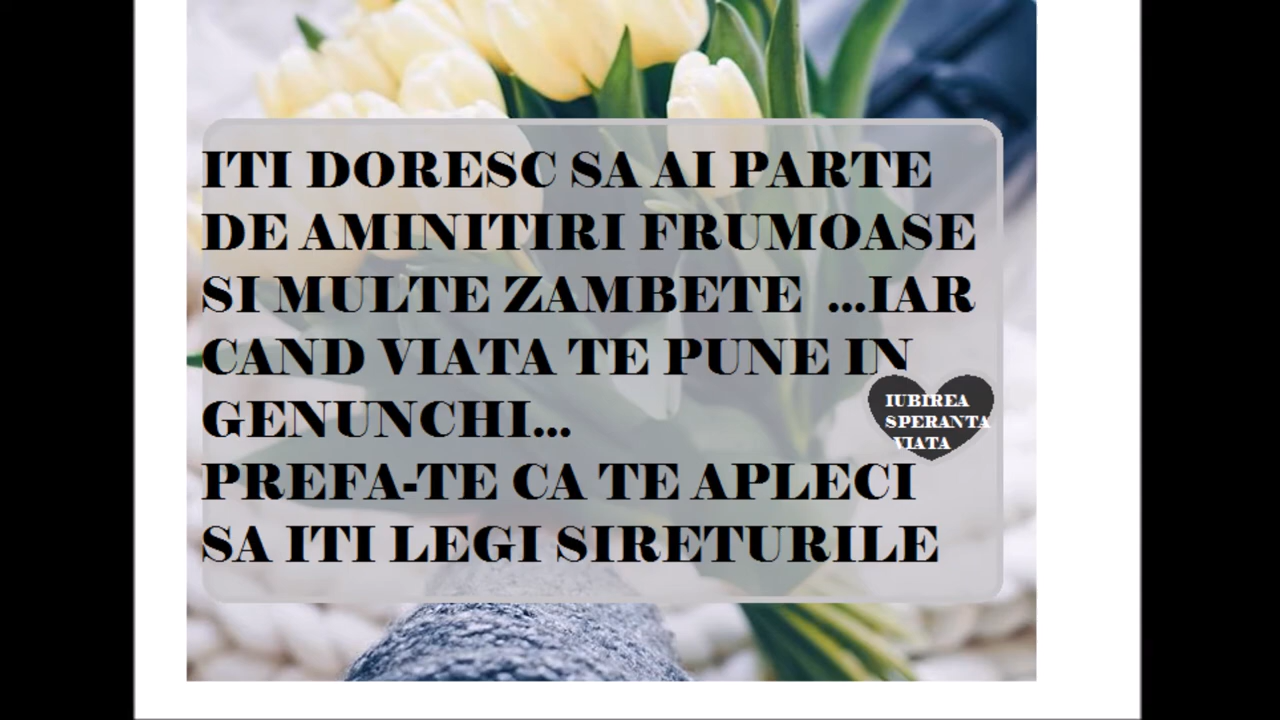 ITI DORESC SA AI PARTE
DE AMINITIRI FRUMOASE
SI MULTE ZAMBETE ...IAR
CAND VIATA TE PUNE IN
GENUNCHI...
PREFA-TE CA TE APLECI
SA ITI LEGI SIRETURILE
IUBIREA
SPERANTA
VIATA